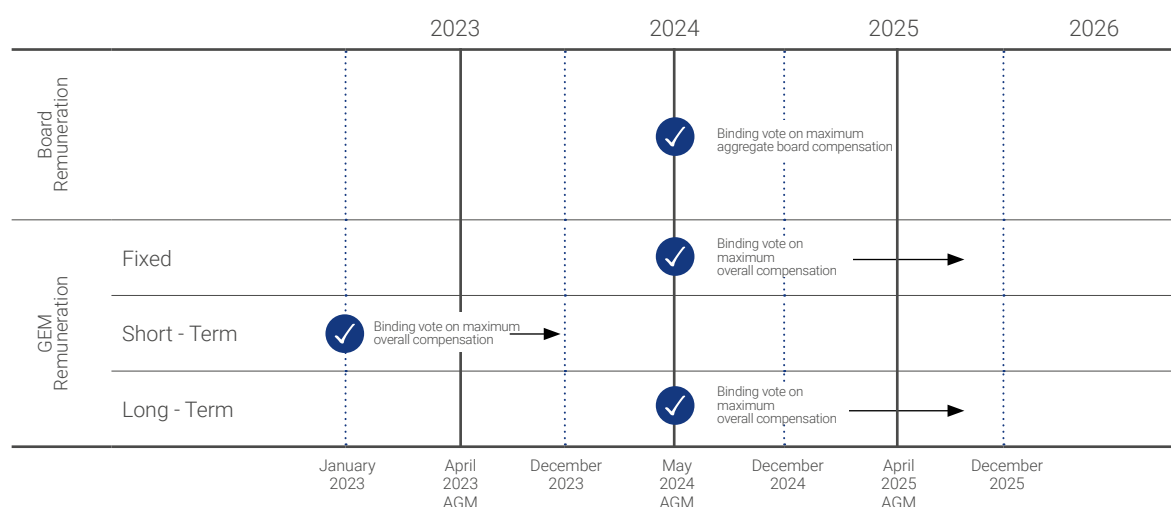 2023
2024
2025
2026
Board
Remuneration
Binding vote on maximum
aggregate board compensation
GEM
Remuneration
Fixed
Binding vote on
maximum
overall compensation
Short - Term
Binding vote on maximum
overall compensation
Long - Term
Binding vote on
maximum
overall compensation
January
2023
April
2023
AGM
December
2023
May
2024
AGM
December
2024
April
2025
AGM
December
2025